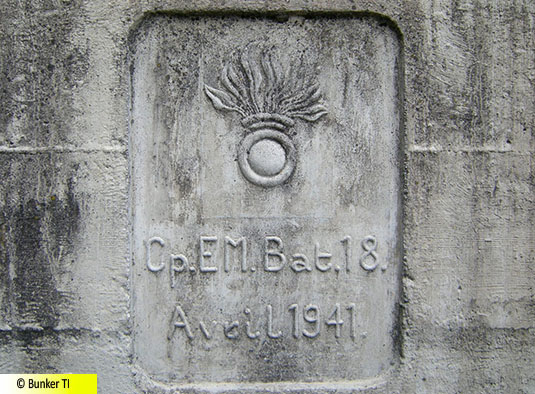 Cp.EM.Bat.18.
Avril 1941.
© Bunker TI